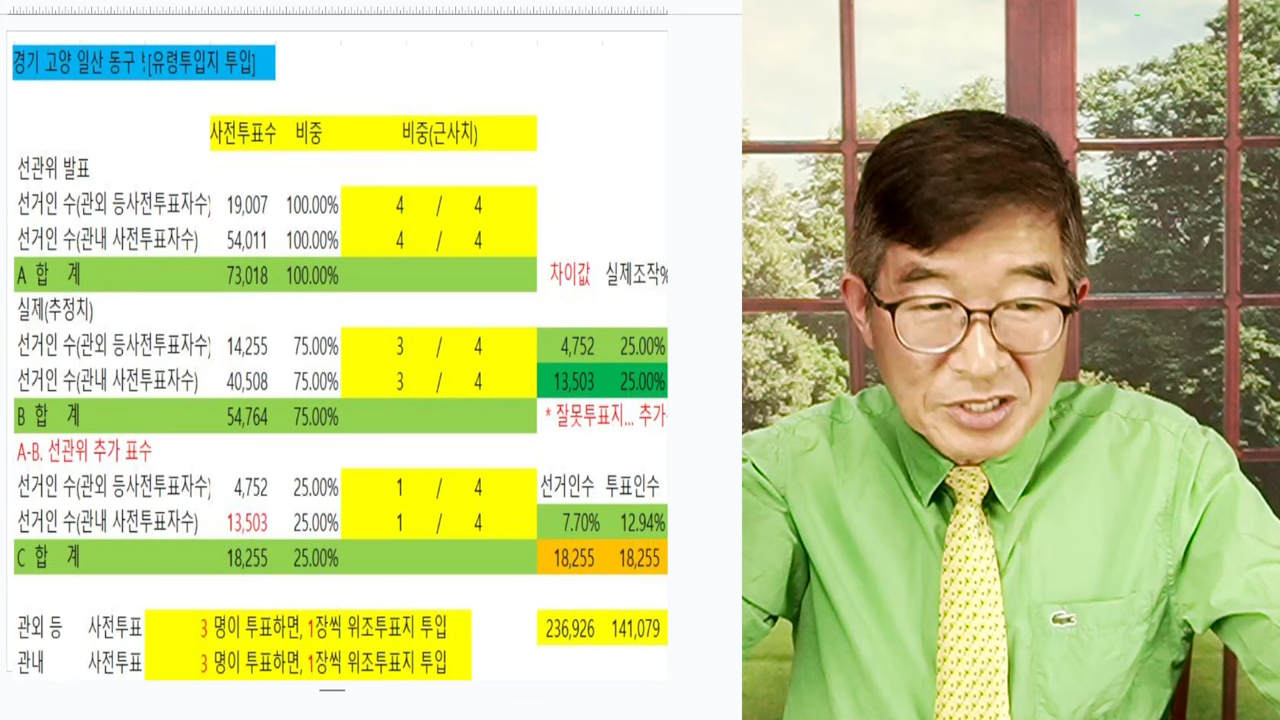 경기 고양 일산 동구 [유령투입지 투입]
사전투표수 비중 비중(근사치)
선관위 발표
선거인 수(관외 등사전투표자수) 19,007 100.00% 4 / 4
선거인 수(관내 사전투표자수) 54,011 100.00% 4 / 4
A 합 계 73,018 100.00% 차이값 실제조작%
실제(추정치)
선거인 수(관외 등사전투표자수) 14,255 75.00% 3 / 4 4,752 25.00%
선거인 수(관내 사전투표자수) 40,508 75.00% 3 / 4 13,503 25.00%
B 합 계 54,764 75.00% * 잘못투표지... 추가
A-B. 선관위 추가 표수
선거인 수(관외 등사전투표자수) 4,752 25.00% 1 / 4 선거인수 투표인수
선거인 수(관내 사전투표자수) 13,503 25.00% 1 / 4 7.70% 12.94%
C 합 계 18,255 25.00% 18,255 18,255
관외 등 사전투표 3 명이 투표하면, 1장씩 위조투표지 투입 236,926 141,079
관내 사전투표 3 명이 투표하면, 1장씩 위조투표지 투입